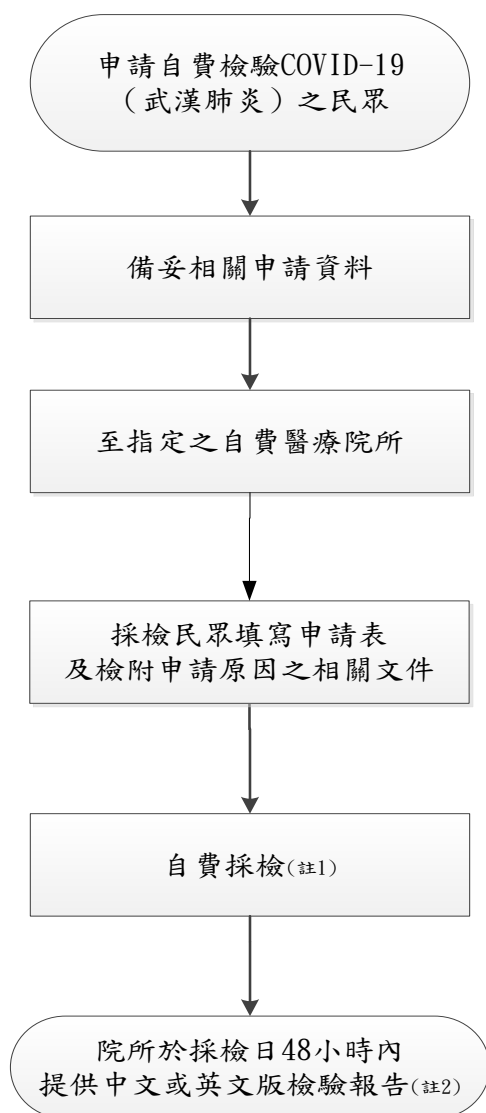 申請自費檢驗COVID-19
（武漢肺炎）之民眾
備妥相關申請資料
至指定之自費醫療院所
採檢民眾填寫申請表
及檢附申請原因之相關文件
自費採檢(註1)
院所於採檢日48小時內
提供中文或英文版檢驗報告(註2)